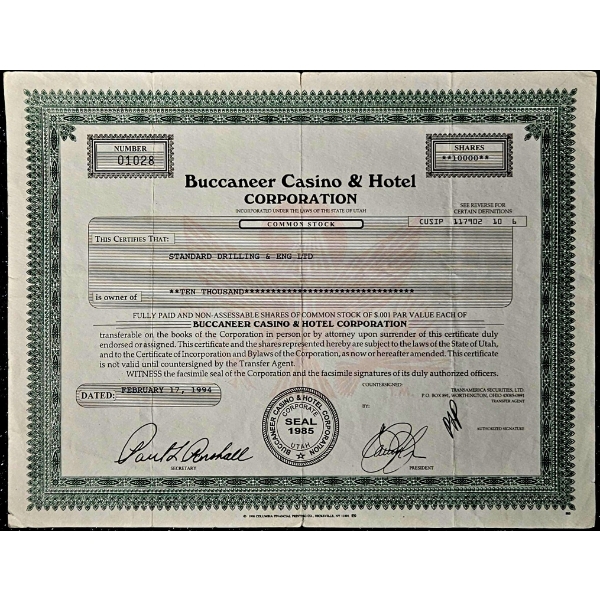 NUMBER
01028
SHARES
**10000**
Buccaneer Casino & Hotel
CORPORATION
INCORPORATED UNDER THE LAWS OF THE STATE OF UTAH
SEE REVERSE FOR
CERTAIN DEFINITIONS
COMMON STOCK
CUSIP 117902 10 6
THIS CERTIFIES THAT:
STANDARD DRILLING & ENG LTD
**TEN THOUSAND********************************
is owner of
FULLY PAID AND NON-ASSESSABLE SHARES OF COMMON STOCK OF $.001 PAR VALUE EACH OF
BUCCANEER CASINO & HOTEL CORPORATION
transferable on the books of the Corporation in person or by attorney upon surrender of this certificate duly
endorsed or assigned. This certificate and the shares represented hereby are subject to the laws of the State of Utah,
and to the Certificate of Incorporation and Bylaws of the Corporation, as now or hereafter amended. This certificate
is not valid until countersigned by the Transfer Agent.
WITNESS the facsimile seal of the Corporation and the facsimile signatures of its duly authorized officers.
DATED: FEBRUARY 17, 1994
COUNTERSIGNED:
TRANSAMERICA SECURITIES, LTD.
P.O. BOX 891, WORTHINGTON, OHIO 43085-0891
TRANSFER AGENT
BY:
AUTHORIZED SIGNATURE
BUCCANEER CASINO & HOTEL CORPORATION
CORPORATE
SEAL
1985
UTAH
SECRETARY
PRESIDENT